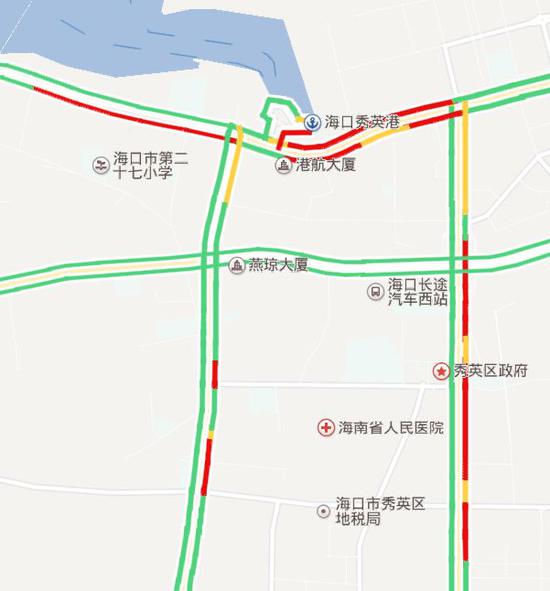 海口秀英港
海口市第二
十七小学
港航大厦
燕琼大厦
海口长途
汽车西站
秀英区政府
海南省人民医院
海口市秀英区
地税局